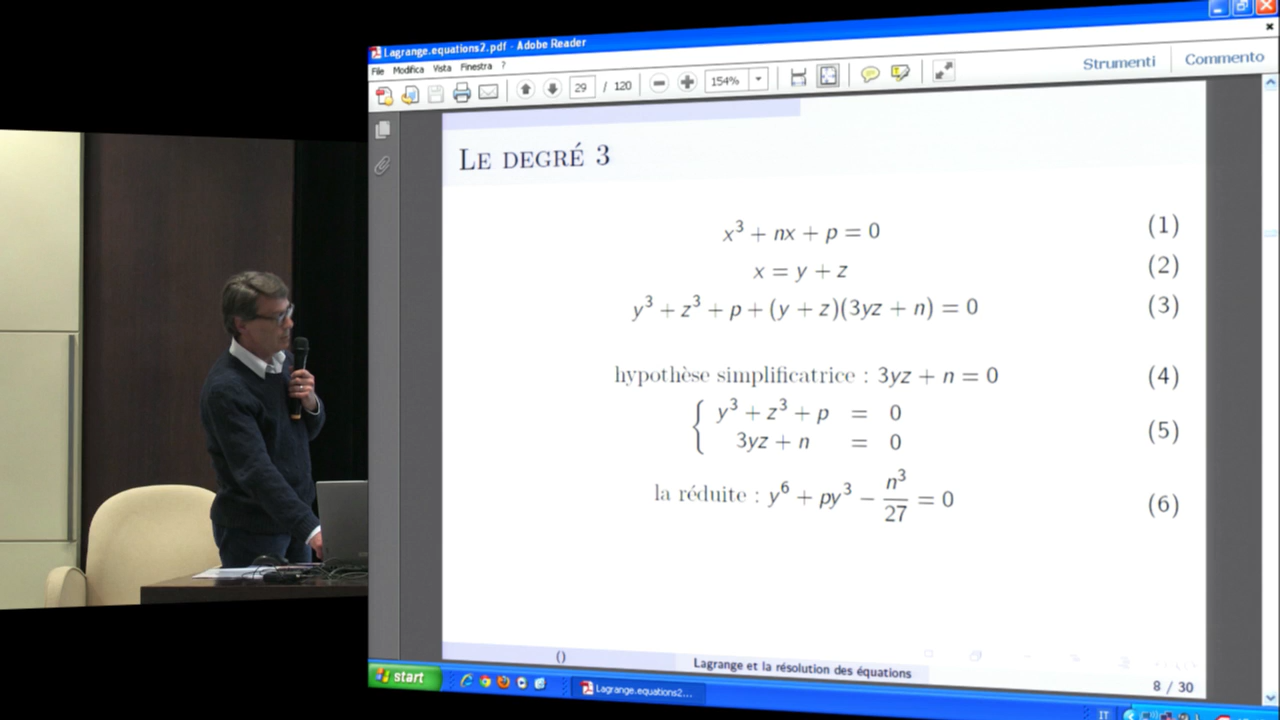 Lagrange.equations2.pdf - Adobe Reader
File Modifica Vista Finestra ?
29 / 120 154% Strumenti Commento
LE DEGRÉ 3
x³ + nx + p = 0 (1)
x = y + z (2)
y³ + z³ + p + (y + z)(3yz + n) = 0 (3)
hypothèse simplificatrice : 3yz + n = 0 (4)
{ y³ + z³ + p = 0
3yz + n = 0 (5)
la réduite : y⁶ + py³ − n³/27 = 0 (6)
() Lagrange et la résolution des équations 8 / 30
start Lagrange.equations2... IT